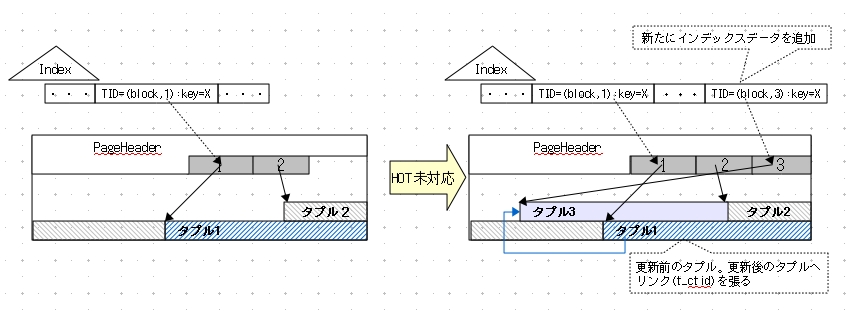 新たにインデックスデータを追加
Index
・・・ TID=(block,1):key=X ・・・
PageHeader
1 2
タプル2
タプル1
HOT未対応
Index
・・・ TID=(block,1):key=X ・・・ TID=(block,3):key=X
PageHeader
1 2 3
タプル3 タプル2
タプル1
更新前のタプル。更新後のタプルへ
リンク(t_ctid)を張る